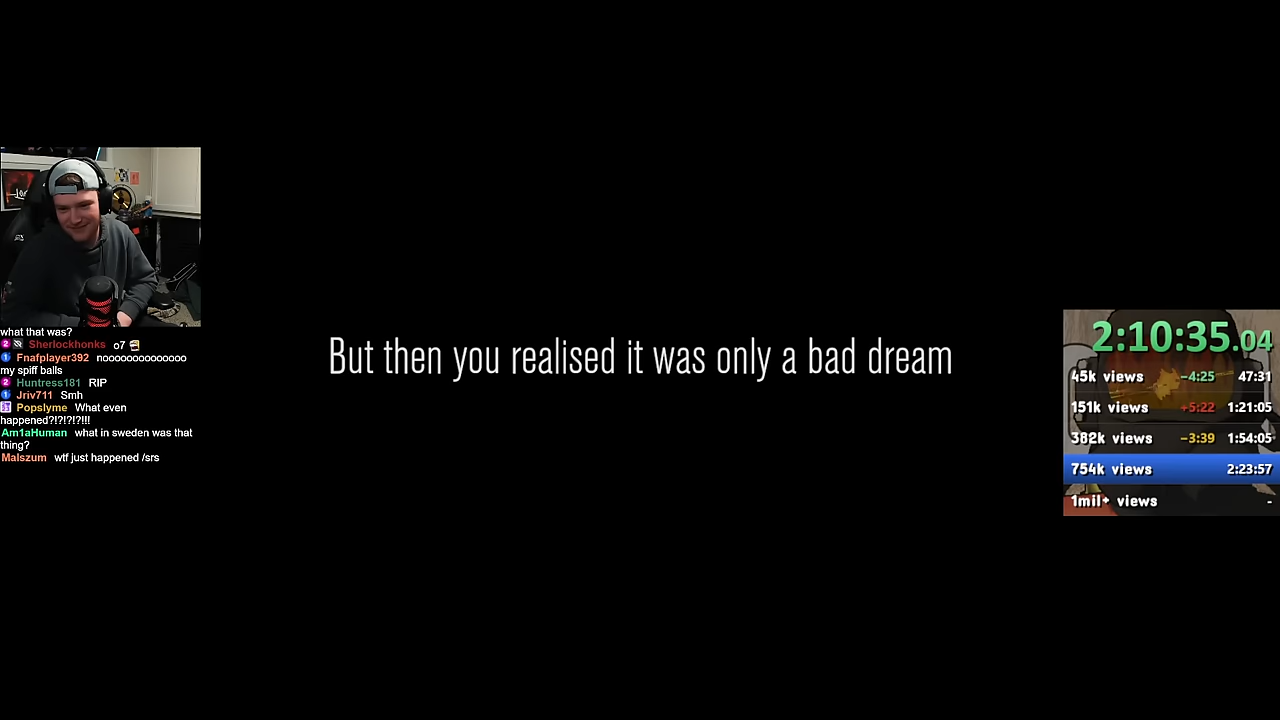 what that was?
Sherlockhonks o7
Fnafplayer392 noooooooooooooo
my spiff balls
Huntress181 RIP
Jriv711 Smh
Popslyme What even
happened?!?!?!?!!!
Am1aHuman what in sweden was that
thing?
Malszum wtf just happened /srs
But then you realised it was only a bad dream
2:10:35.04
45k views -4:25 47:31
151k views +5:22 1:21:05
382k views -3:39 1:54:05
754k views 2:23:57
1mil+ views -